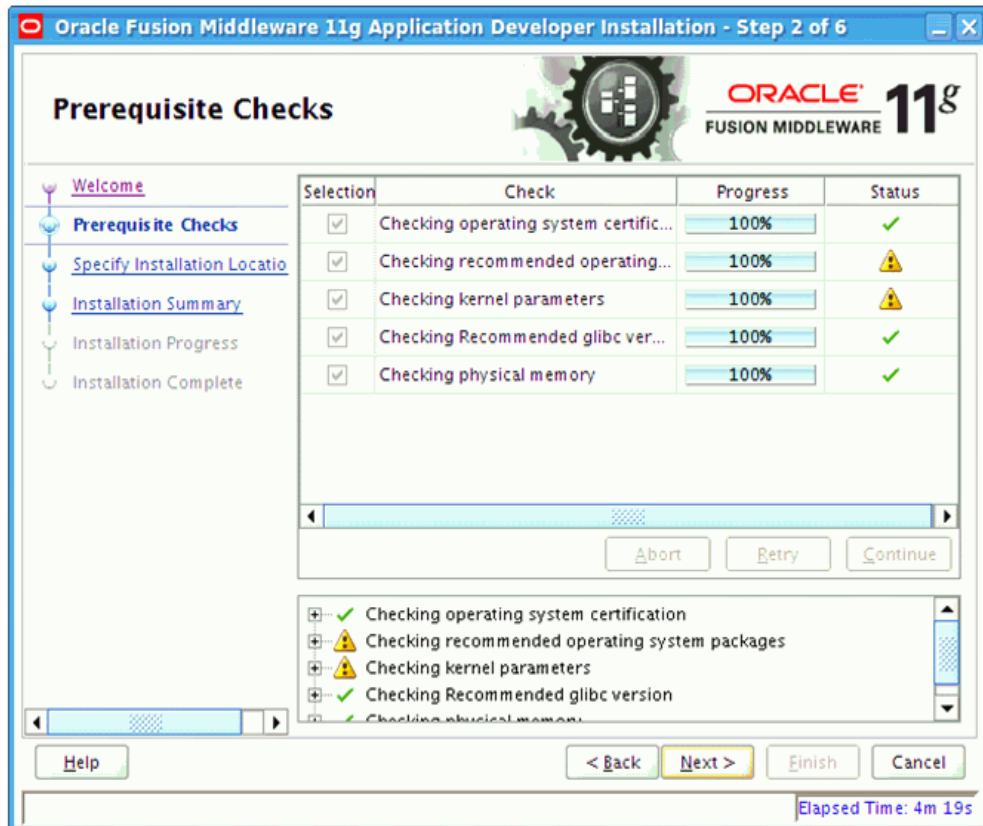 Oracle Fusion Middleware 11g Application Developer Installation - Step 2 of 6
Prerequisite Checks
ORACLE
FUSION MIDDLEWARE 11g
Welcome
Prerequisite Checks
Specify Installation Locatio
Installation Summary
Installation Progress
Installation Complete
Selection Check Progress Status
Checking operating system certific... 100%
Checking recommended operating... 100%
Checking kernel parameters 100%
Checking Recommended glibc ver... 100%
Checking physical memory 100%
Abort Retry Continue
Checking operating system certification
Checking recommended operating system packages
Checking kernel parameters
Checking Recommended glibc version
Checking physical memory
Help < Back Next > Finish Cancel
Elapsed Time: 4m 19s